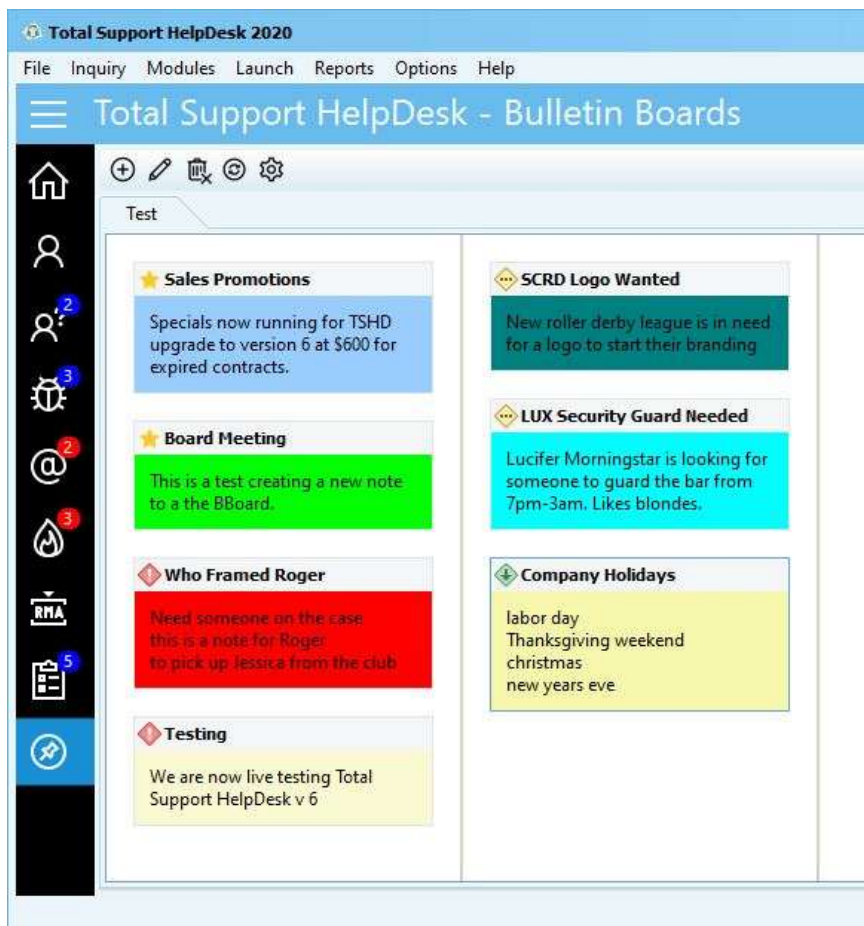 Total Support HelpDesk 2020
File Inquiry Modules Launch Reports Options Help
Total Support HelpDesk - Bulletin Boards
Test
2
3
@ 2
3
RMA
5
Sales Promotions
Specials now running for TSHD
upgrade to version 6 at $600 for
expired contracts.
Board Meeting
This is a test creating a new note
to a the BBoard.
Who Framed Roger
Need someone on the case
this is a note for Roger
to pick up Jessica from the club
Testing
We are now live testing Total
Support HelpDesk v 6
SCRD Logo Wanted
New roller derby league is in need
for a logo to start their branding
LUX Security Guard Needed
Lucifer Morningstar is looking for
someone to guard the bar from
7pm-3am. Likes blondes.
Company Holidays
labor day
Thanksgiving weekend
christmas
new years eve